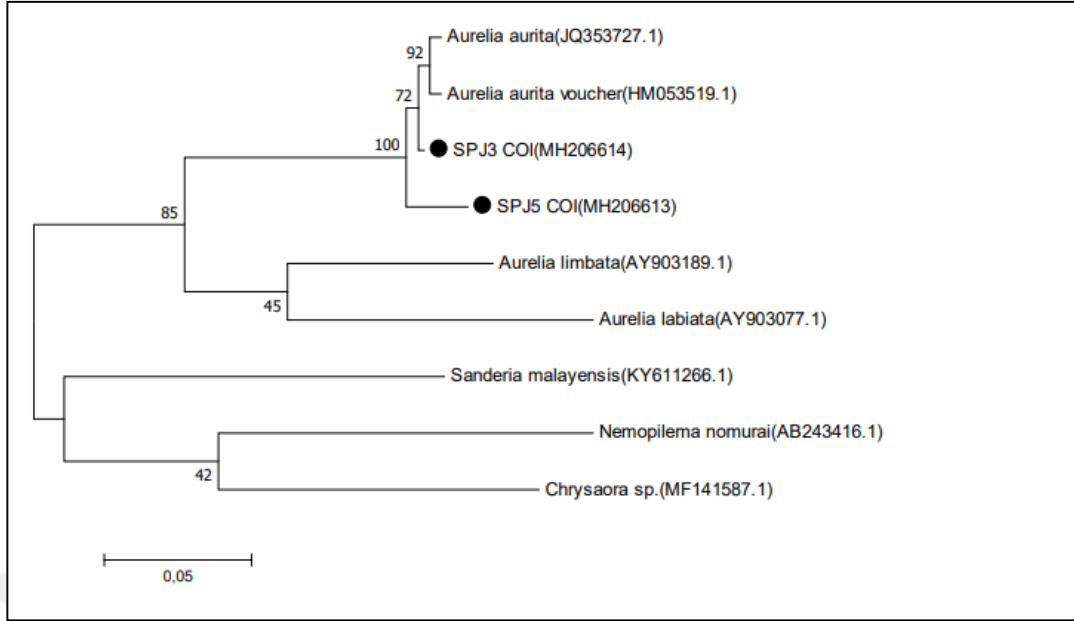 Aurelia aurita(JQ353727.1)
92
Aurelia aurita voucher(HM053519.1)
72
SPJ3 COI(MH206614)
100
SPJ5 COI(MH206613)
85
Aurelia limbata(AY903189.1)
45
Aurelia labiata(AY903077.1)
Sanderia malayensis(KY611266.1)
Nemopilema nomurai(AB243416.1)
42
Chrysaora sp.(MF141587.1)
0,05